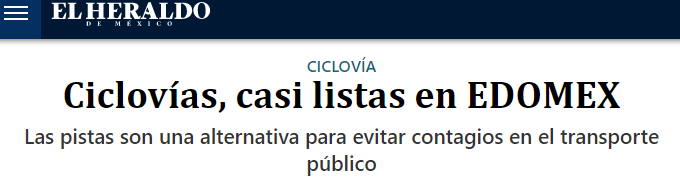 EL HERALDO
DE MÉXICO
CICLOVÍA
Ciclovías, casi listas en EDOMEX
Las pistas son una alternativa para evitar contagios en el transporte
público